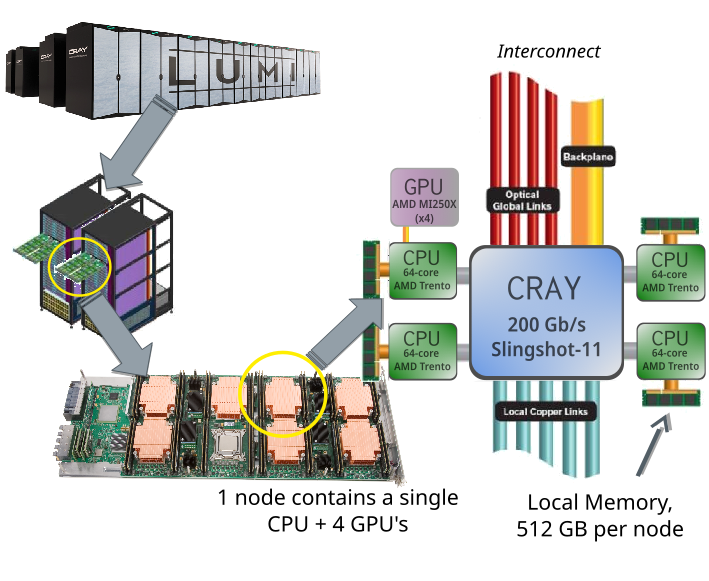 CRAY
LUMI
Interconnect
Backplane
Optical
Global Links
GPU
AMD MI250X
(x4)
CPU
64-core
AMD Trento
CPU
64-core
AMD Trento
CRAY
200 Gb/s
Slingshot-11
CPU
64-core
AMD Trento
CPU
64-core
AMD Trento
Local Copper Links
1 node contains a single
CPU + 4 GPU's
Local Memory,
512 GB per node